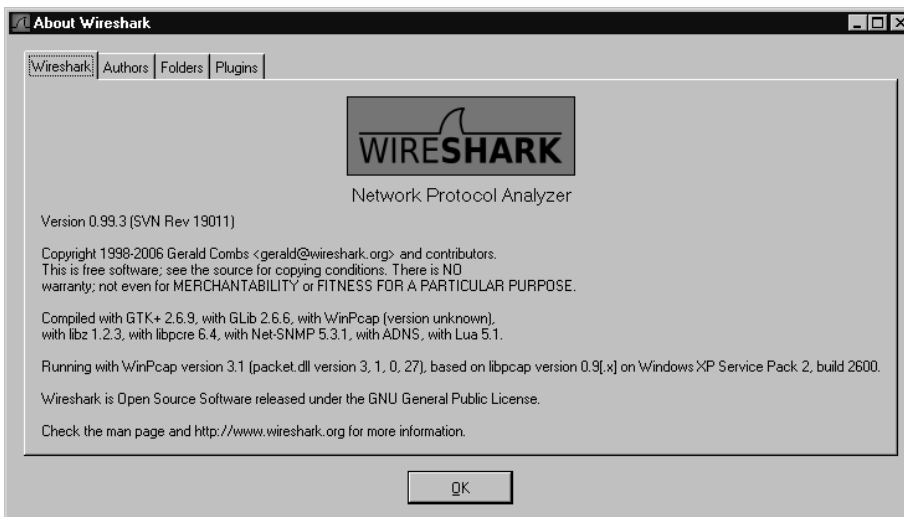 About Wireshark
Wireshark Authors Folders Plugins
WIRESHARK
Network Protocol Analyzer
Version 0.99.3 (SVN Rev 19011)
Copyright 1998-2006 Gerald Combs <gerald@wireshark.org> and contributors.
This is free software; see the source for copying conditions. There is NO
warranty; not even for MERCHANTABILITY or FITNESS FOR A PARTICULAR PURPOSE.
Compiled with GTK+ 2.6.9, with GLib 2.6.6, with WinPcap (version unknown),
with libz 1.2.3, with libpcre 6.4, with Net-SNMP 5.3.1, with ADNS, with Lua 5.1.
Running with WinPcap version 3.1 (packet.dll version 3, 1, 0, 27), based on libpcap version 0.9[.x] on Windows XP Service Pack 2, build 2600.
Wireshark is Open Source Software released under the GNU General Public License.
Check the man page and http://www.wireshark.org for more information.
OK